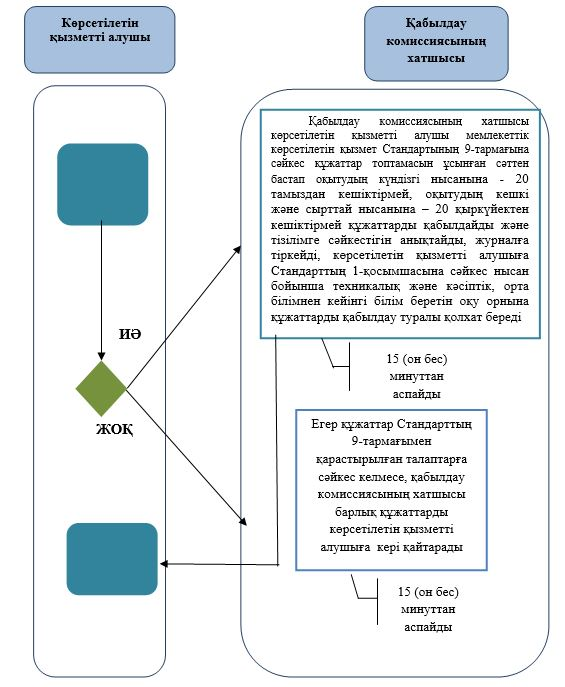 Көрсетілетін
қызметті алушы
Қабылдау
комиссиясының
хатшысы
Қабылдау комиссиясының хатшысы
көрсетілетін қызметті алушы мемлекеттік
көрсетілетін қызмет Стандартының 9-тармағына
сәйкес құжаттар топтамасын ұсынған сәттен
бастап оқытудың күндізгі нысанына - 20
тамыздан кешіктірмей, оқытудың кешкі
және сырттай нысанына – 20 қыркүйектен
кешіктірмей құжаттарды қабылдайды және
тізілімге сәйкестігін анықтайды, журналға
тіркейді, көрсетілетін қызметті алушыға
Стандарттың 1-қосымшасына сәйкес нысан
бойынша техникалық және кәсіптік, орта
білімнен кейінгі білім беретін оқу орнына
құжаттарды қабылдау туралы қолхат береді
ИӘ
15 (он бес)
минуттан
аспайды
ЖОҚ
Егер құжаттар Стандарттың
9-тармағымен
қарастырылған талаптарға
сәйкес келмесе, қабылдау
комиссиясының хатшысы
барлық құжаттарды
көрсетілетін қызметті
алушыға кері қайтарады
15 (он бес)
минуттан
аспайды